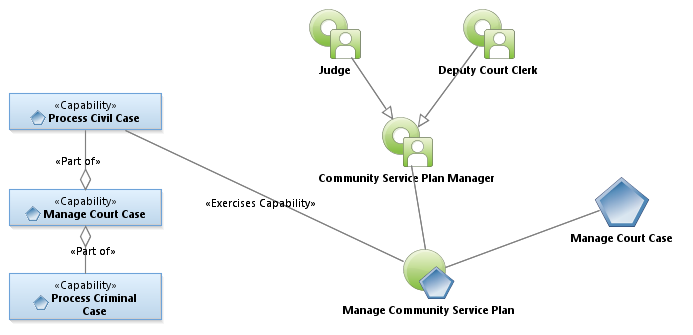 Judge
Deputy Court Clerk
«Capability»
Process Civil Case
«Part of»
Community Service Plan Manager
«Capability»
Manage Court Case
«Exercises Capability»
Manage Court Case
«Part of»
«Capability»
Process Criminal
Case
Manage Community Service Plan